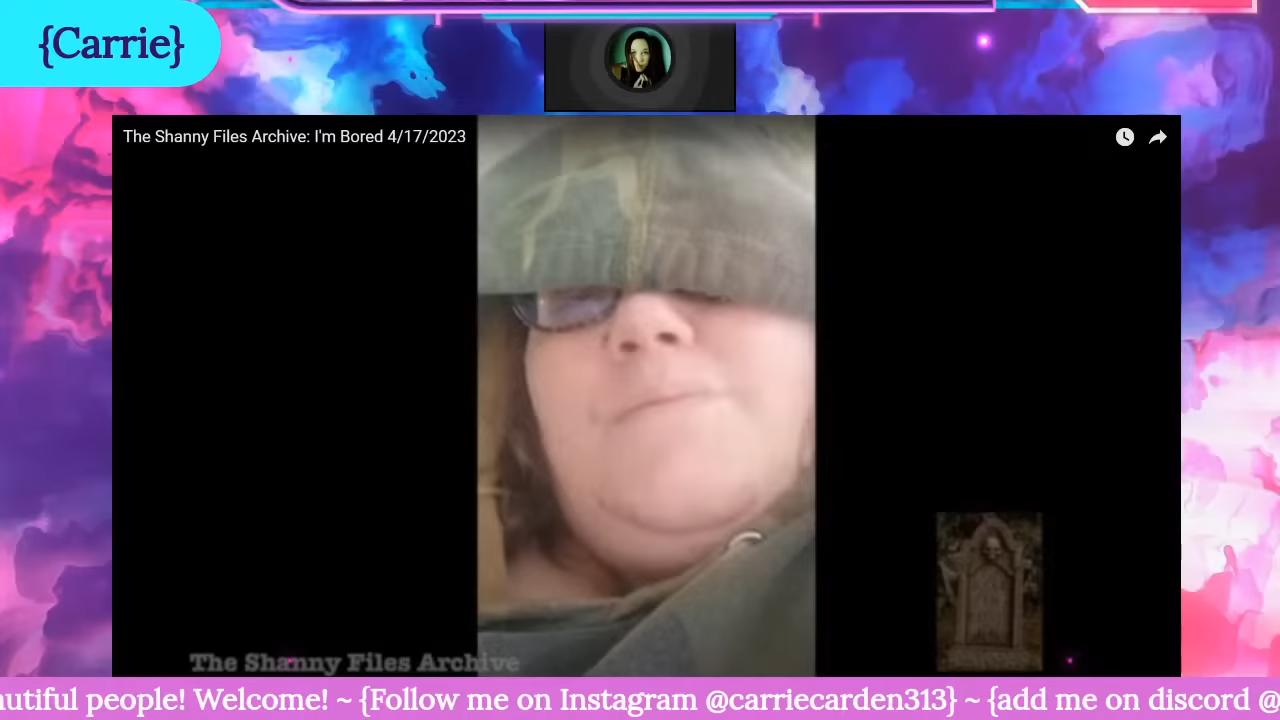 {Carrie}
The Shanny Files Archive: I'm Bored 4/17/2023
The Shanny Files Archive
autiful people! Welcome! ~ {Follow me on Instagram @carriecarden313} ~ {add me on discord @